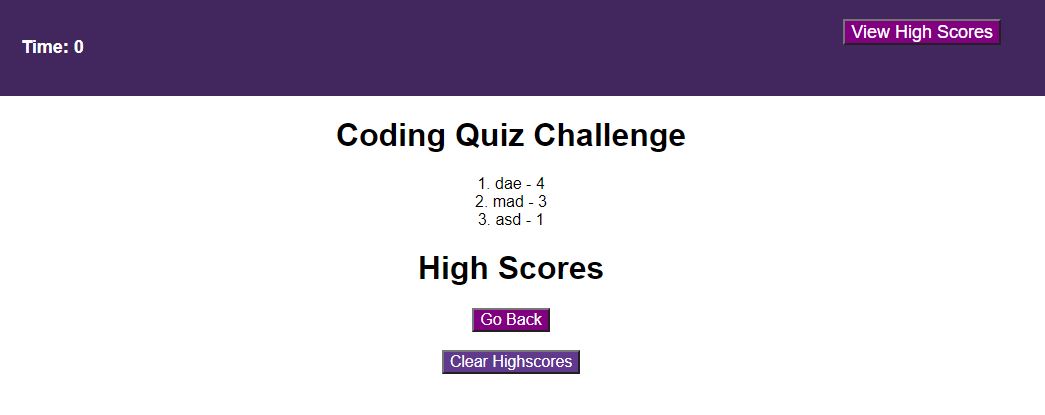 Time: 0
View High Scores
Coding Quiz Challenge
1. dae - 4
2. mad - 3
3. asd - 1
High Scores
Go Back
Clear Highscores